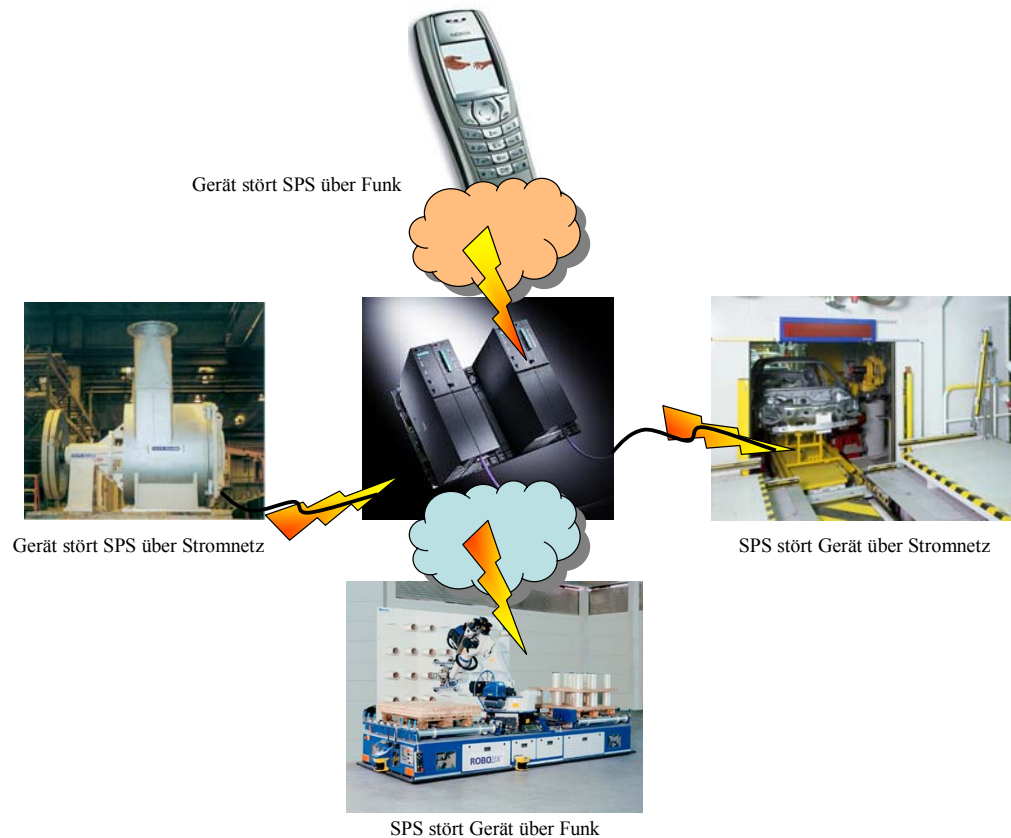 NOKIA
Gerät stört SPS über Funk
Gerät stört SPS über Stromnetz
SPS stört Gerät über Stromnetz
SPS stört Gerät über Funk